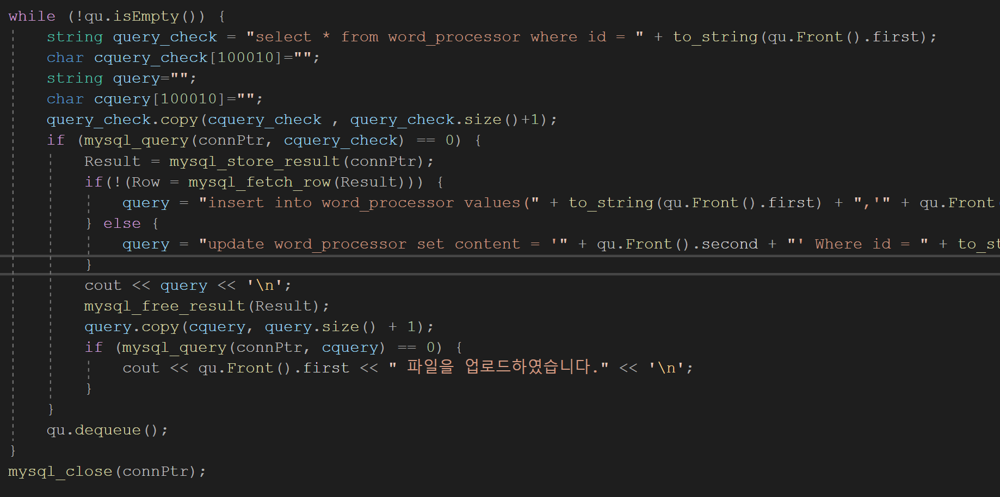 while (!qu.isEmpty()) {
string query_check = "select * from word_processor where id = " + to_string(qu.Front().first);
char cquery_check[100010]="";
string query="";
char cquery[100010]="";
query_check.copy(cquery_check , query_check.size()+1);
if (mysql_query(connPtr, cquery_check) == 0) {
Result = mysql_store_result(connPtr);
if(!(Row = mysql_fetch_row(Result))) {
query = "insert into word_processor values(" + to_string(qu.Front().first) + ",'" + qu.Front
} else {
query = "update word_processor set content = '" + qu.Front().second + "' Where id = " + to_st
}
cout << query << '\n';
mysql_free_result(Result);
query.copy(cquery, query.size() + 1);
if (mysql_query(connPtr, cquery) == 0) {
cout << qu.Front().first << " 파일을 업로드하였습니다." << '\n';
}
}
qu.dequeue();
}
mysql_close(connPtr);